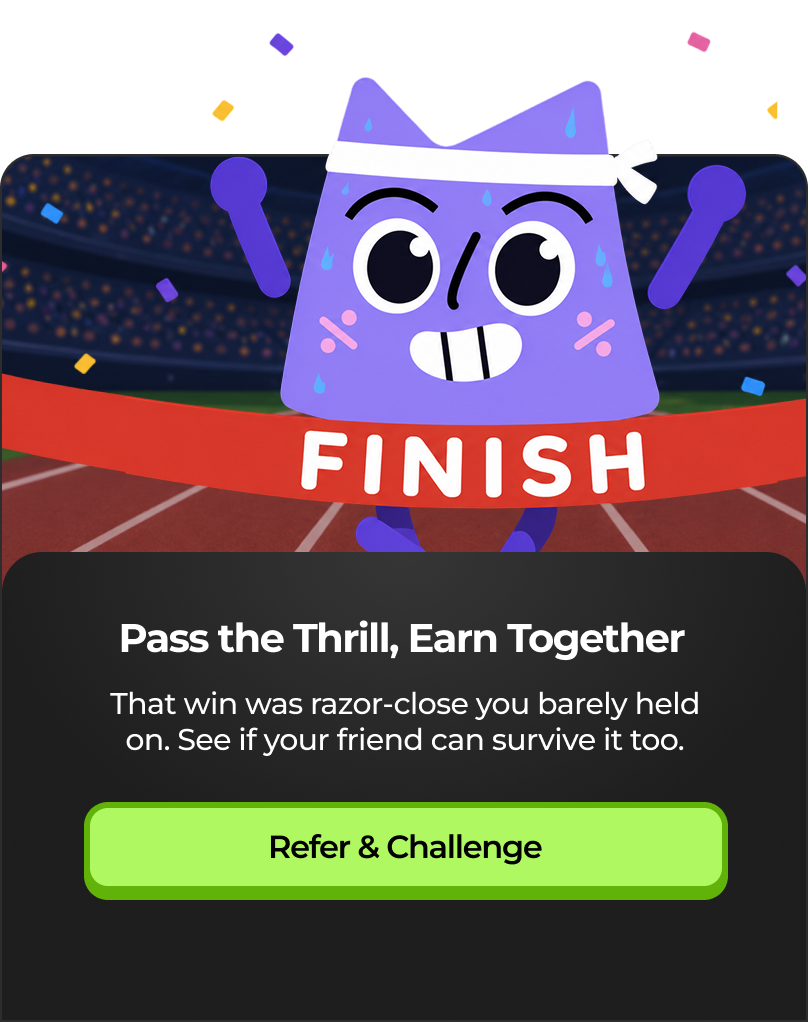 FINISH
Pass the Thrill, Earn Together
That win was razor-close you barely held
on. See if your friend can survive it too.
Refer & Challenge